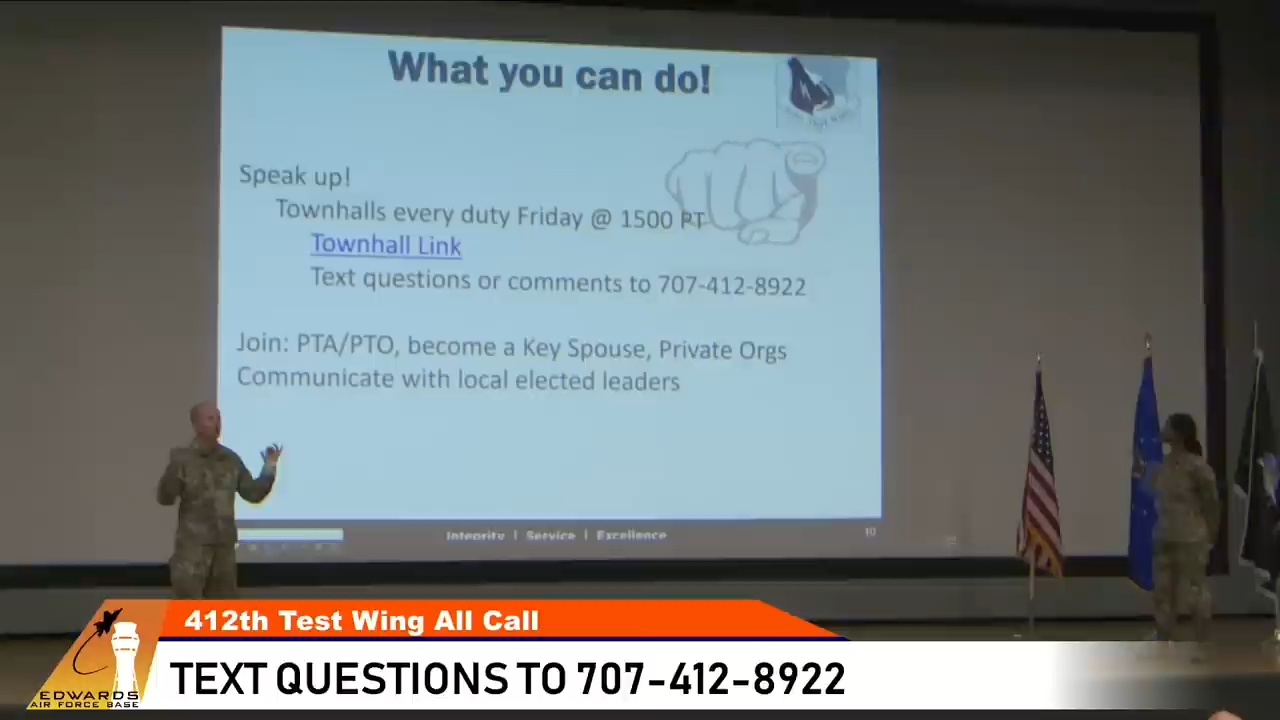 What you can do!
Speak up!
Townhalls every duty Friday @ 1500 PT
Townhall Link
Text questions or comments to 707-412-8922
Join: PTA/PTO, become a Key Spouse, Private Orgs
Communicate with local elected leaders
Integrity | Service | Excellence
10
412th Test Wing All Call
TEXT QUESTIONS TO 707-412-8922
EDWARDS
AIR FORCE BASE